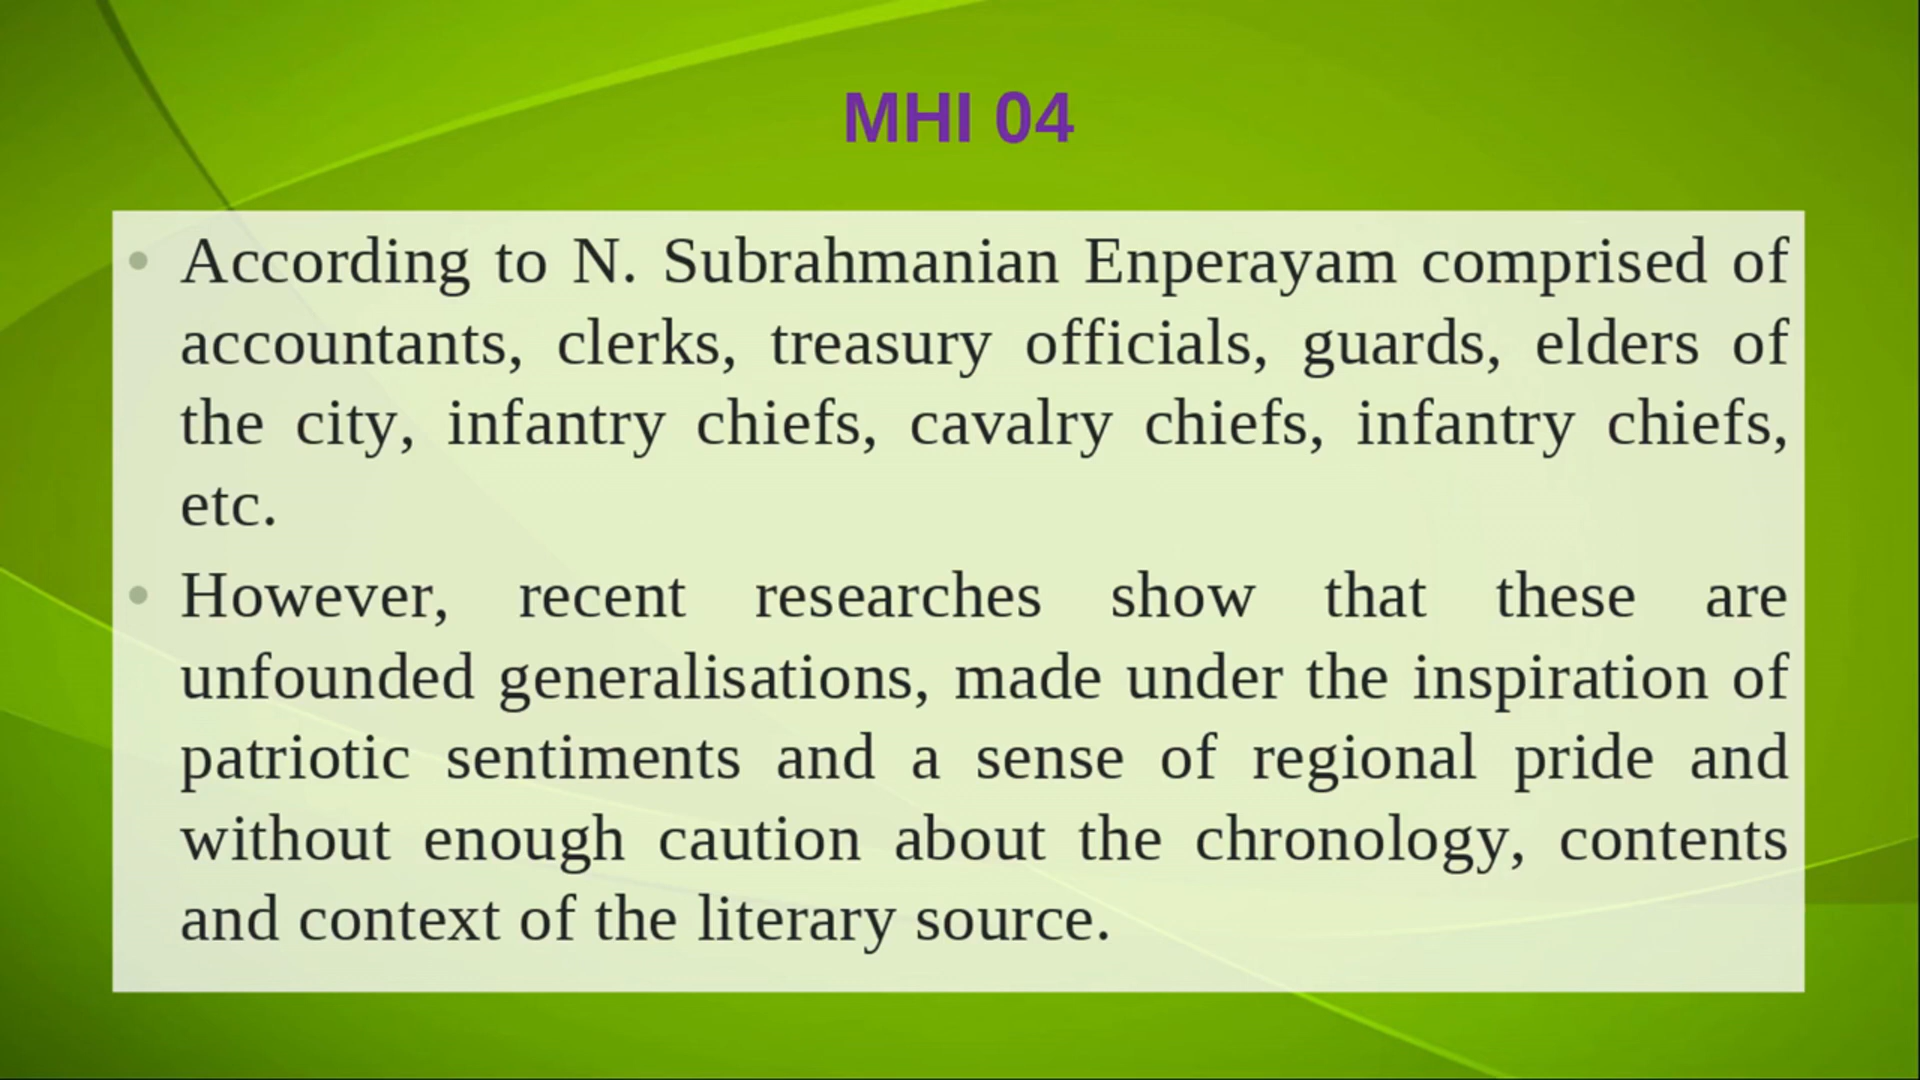 MHI 04
• According to N. Subrahmanian Enperayam comprised of
accountants, clerks, treasury officials, guards, elders of
the city, infantry chiefs, cavalry chiefs, infantry chiefs,
etc.
• However, recent researches show that these are
unfounded generalisations, made under the inspiration of
patriotic sentiments and a sense of regional pride and
without enough caution about the chronology, contents
and context of the literary source.